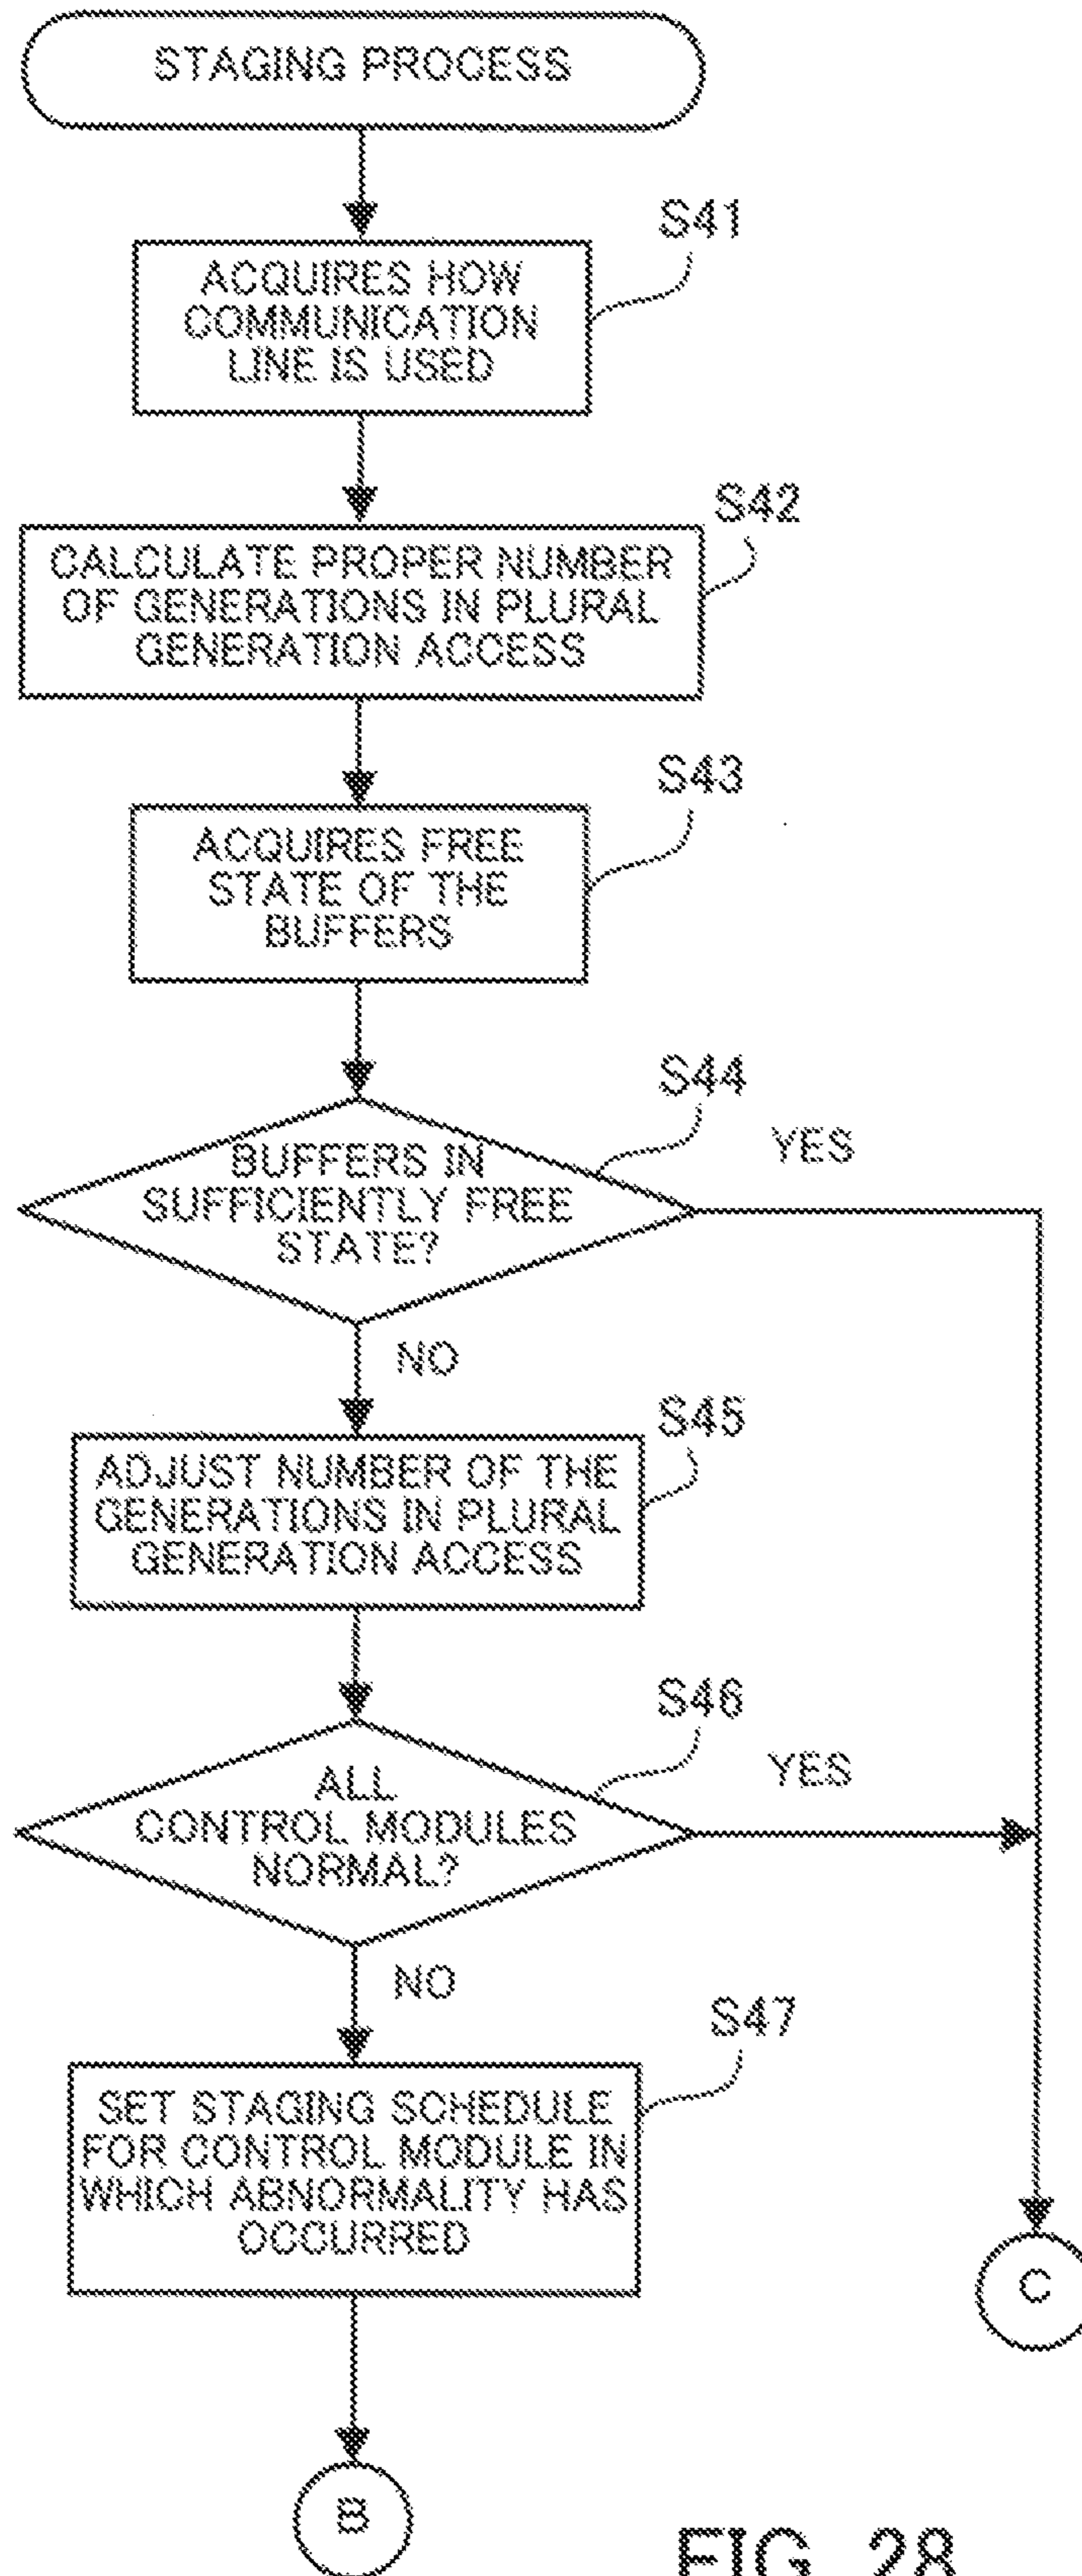 STAGING PROCESS
S41
ACQUIRES HOW
COMMUNICATION
LINE IS USED
S42
CALCULATE PROPER NUMBER
OF GENERATIONS IN PLURAL
GENERATION ACCESS
S43
ACQUIRES FREE
STATE OF THE
BUFFERS
S44
BUFFERS IN
SUFFICIENTLY FREE
STATE?
YES
NO
S45
ADJUST NUMBER OF THE
GENERATIONS IN PLURAL
GENERATION ACCESS
S46
ALL
CONTROL MODULES
NORMAL?
YES
NO
S47
SET STAGING SCHEDULE
FOR CONTROL MODULE IN
WHICH ABNORMALITY HAS
OCCURRED
C
B
FIG. 28